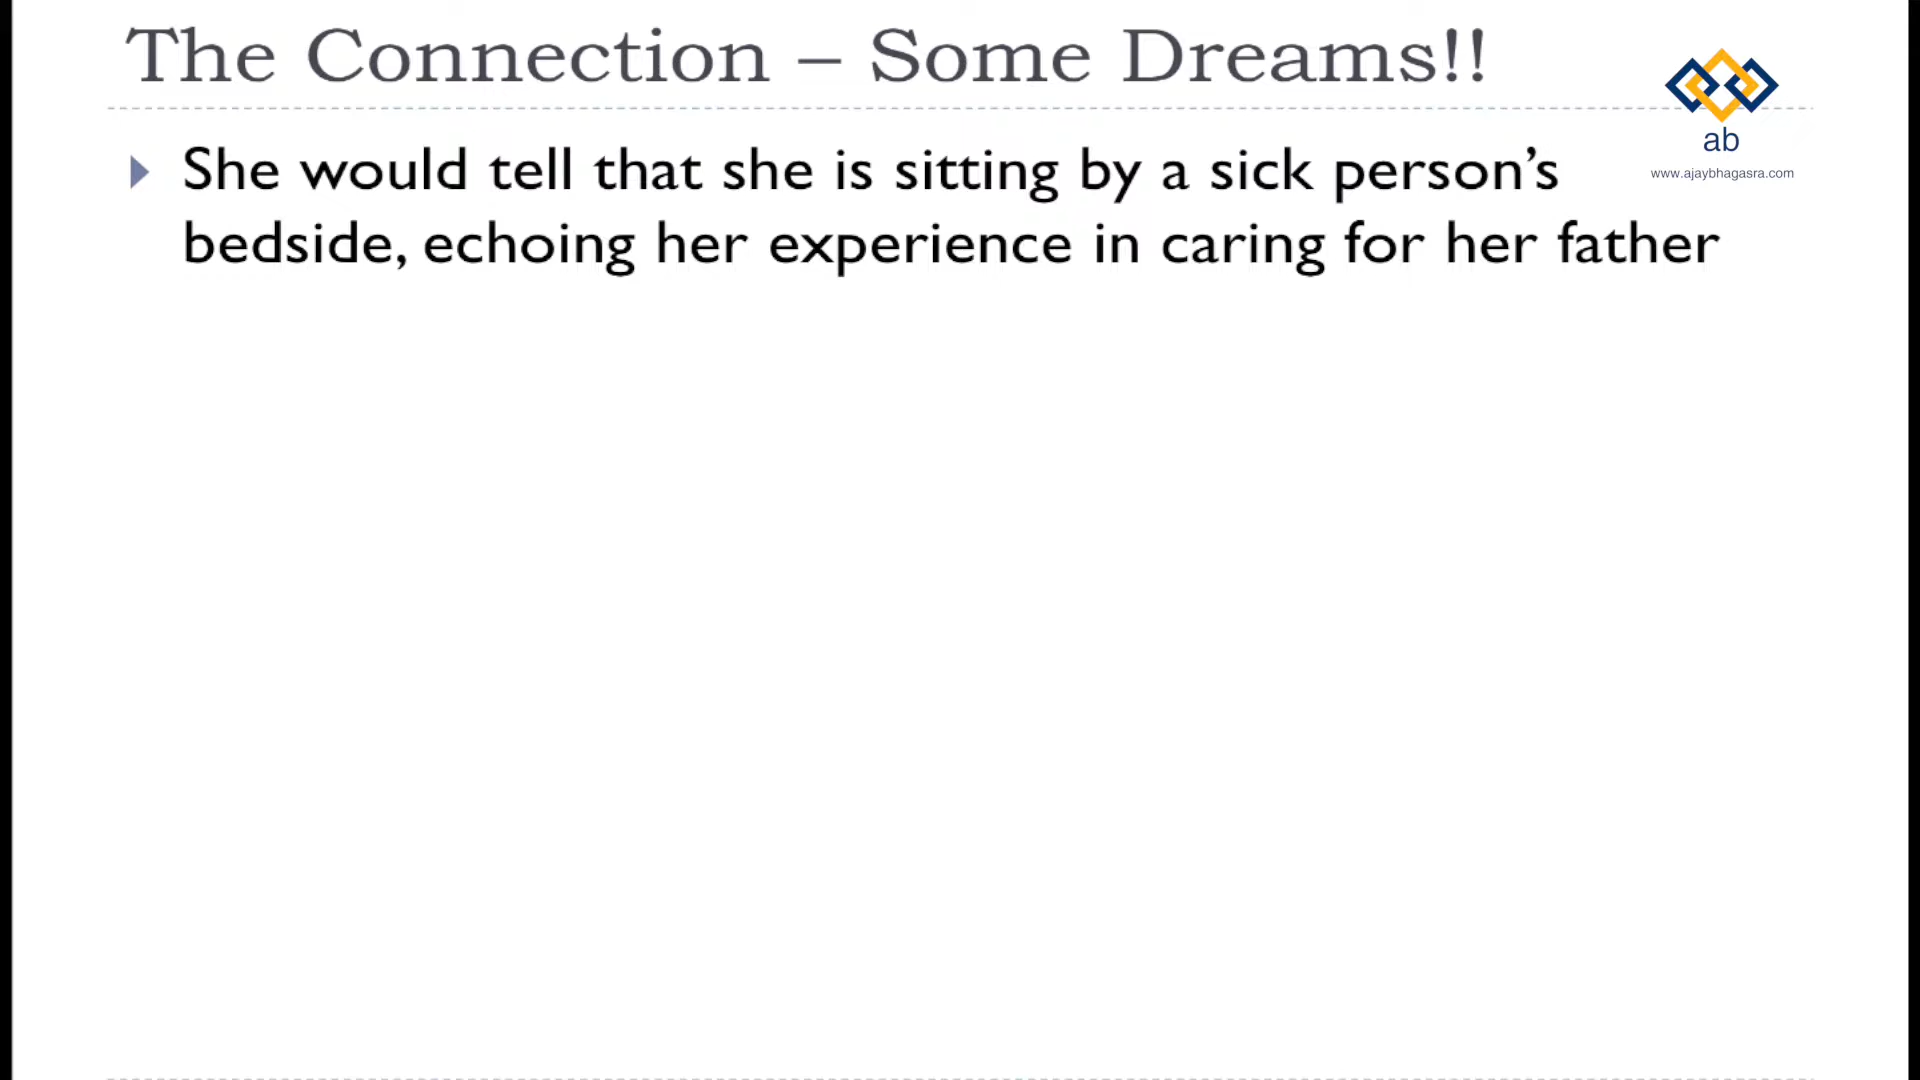 The Connection – Some Dreams!!
ab
www.ajaybhagasra.com
She would tell that she is sitting by a sick person’s
bedside, echoing her experience in caring for her father